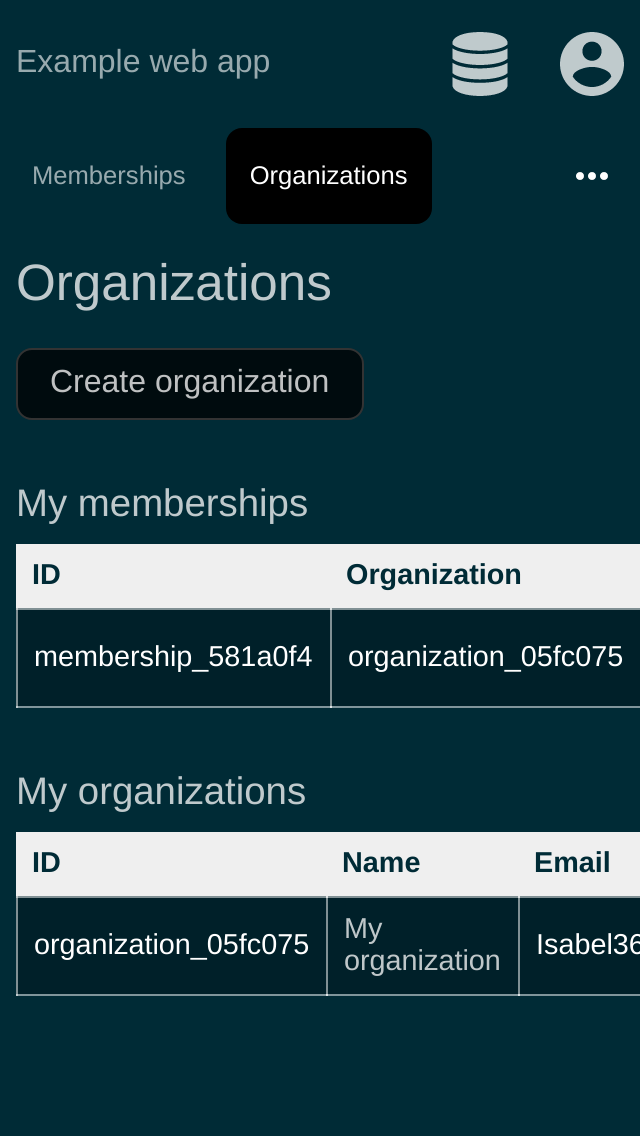 Example web app
Memberships Organizations •••
Organizations
Create organization
My memberships
ID Organization
membership_581a0f4 organization_05fc075
My organizations
ID Name Email
organization_05fc075 My organization Isabel36